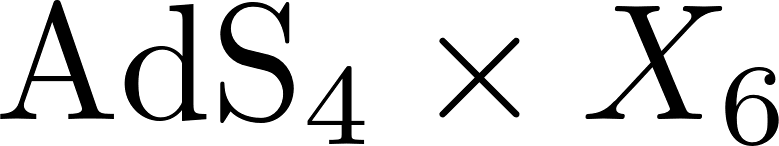 AdS₄ × X₆